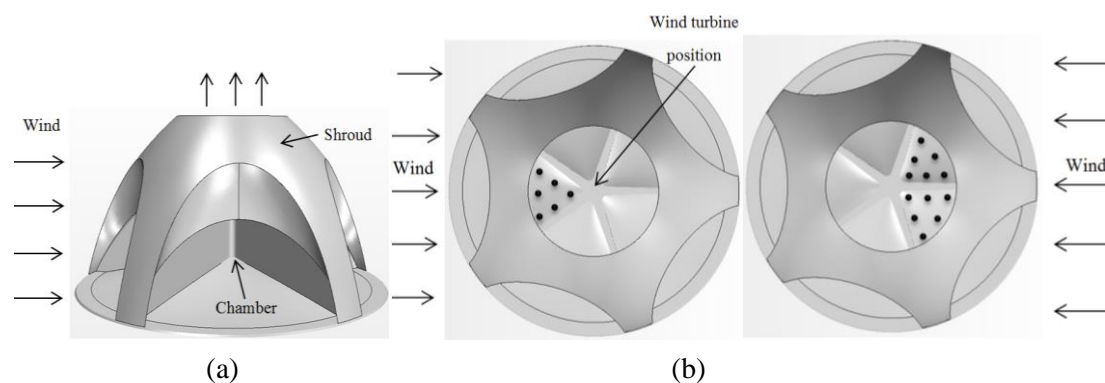 Wind turbine
position
Wind
Shroud
Wind
Wind
Chamber
(a)
(b)